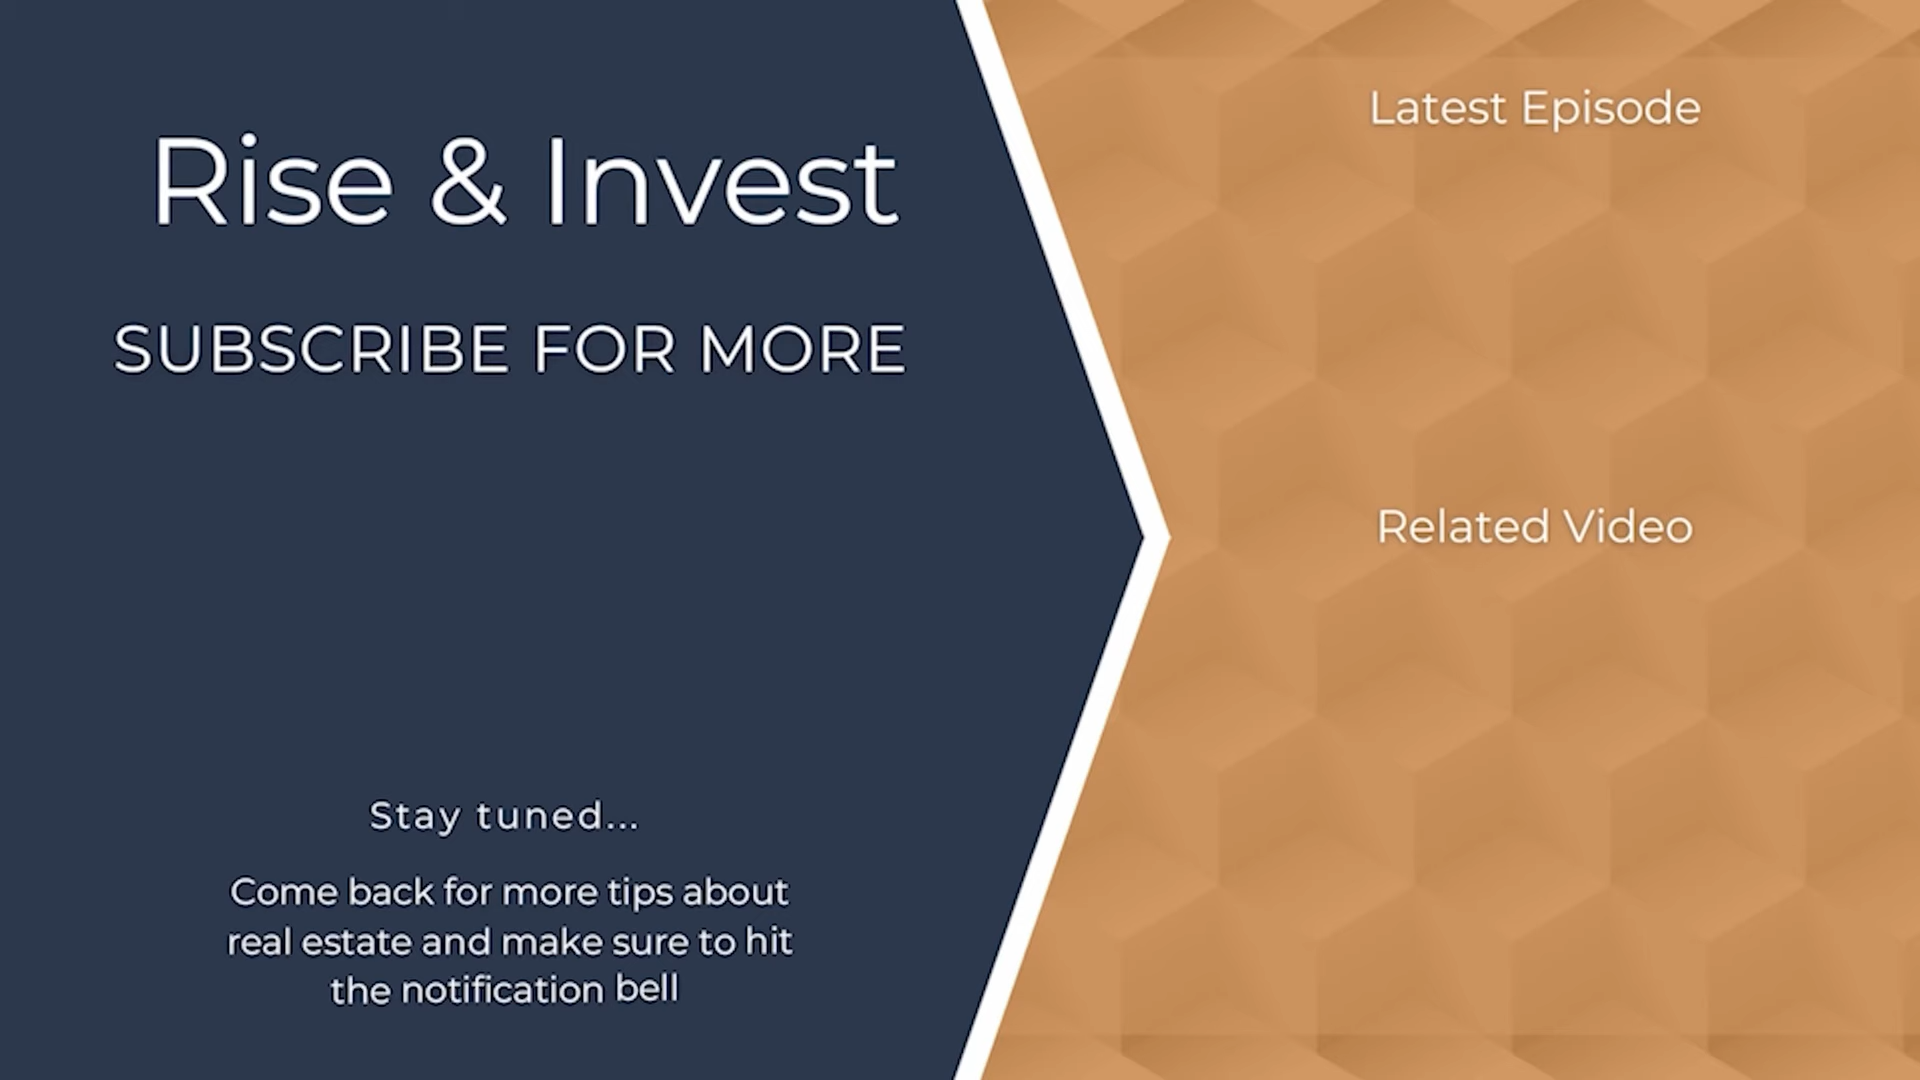 Rise & Invest
SUBSCRIBE FOR MORE
Stay tuned...
Come back for more tips about
real estate and make sure to hit
the notification bell
Latest Episode
Related Video